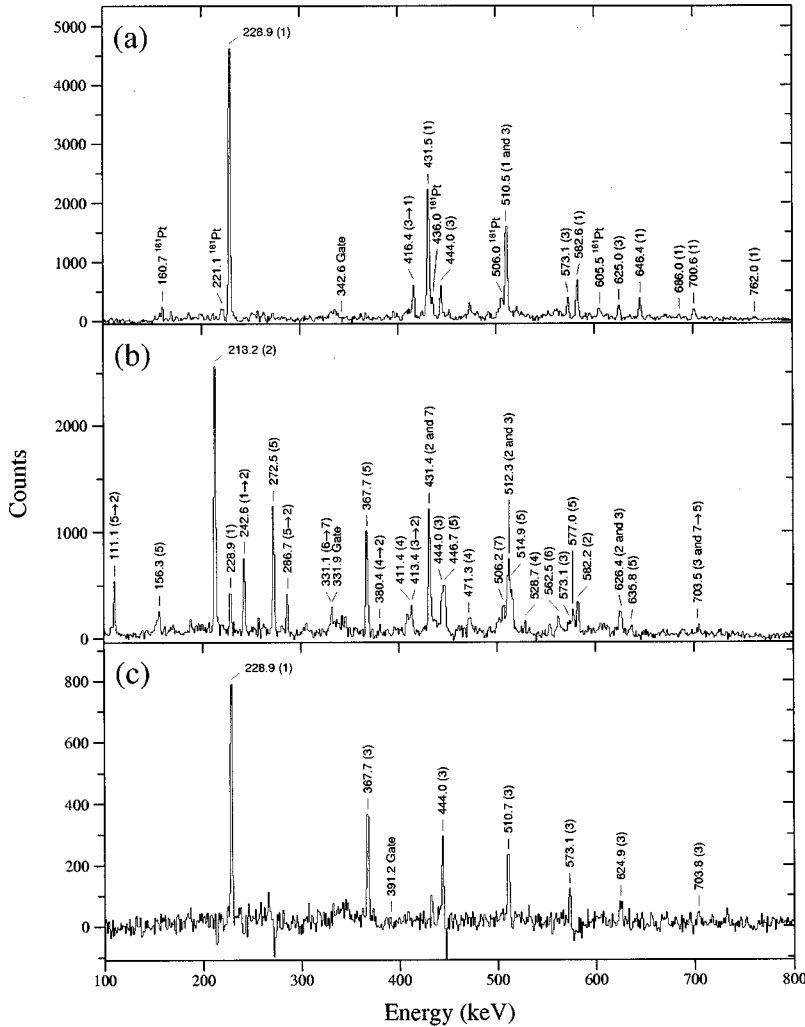 (a)
5000
4000
3000
2000
1000
0
228.9 (1)
160.7 ¹⁸¹Pt
221.1 ¹⁸¹Pt
342.6 Gate
416.4 (3→1)
431.5 (1)
436.0 ¹⁸¹Pt
444.0 (3)
506.0 ¹⁸¹Pt
510.5 (1 and 3)
573.1 (3)
582.6 (1)
605.5 ¹⁸¹Pt
625.0 (3)
646.4 (1)
686.0 (1)
700.6 (1)
762.0 (1)
(b)
2000
1000
0
213.2 (2)
111.1 (5→2)
156.3 (5)
228.9 (1)
242.6 (1→2)
272.5 (5)
286.7 (5→2)
331.1 (6→7)
331.9 Gate
367.7 (5)
380.4 (4→2)
411.4 (4)
413.4 (3→2)
431.4 (2 and 7)
444.0 (3)
446.7 (5)
471.3 (4)
506.2 (7)
512.3 (2 and 3)
514.9 (5)
528.7 (4)
562.5 (6)
573.1 (3)
577.0 (5)
582.2 (2)
626.4 (2 and 3)
635.8 (5)
703.5 (3 and 7→5)
(c)
800
600
400
200
0
228.9 (1)
367.7 (3)
391.2 Gate
444.0 (3)
510.7 (3)
573.1 (3)
624.9 (3)
703.8 (3)
100 200 300 400 500 600 700 800
Energy (keV)
Counts